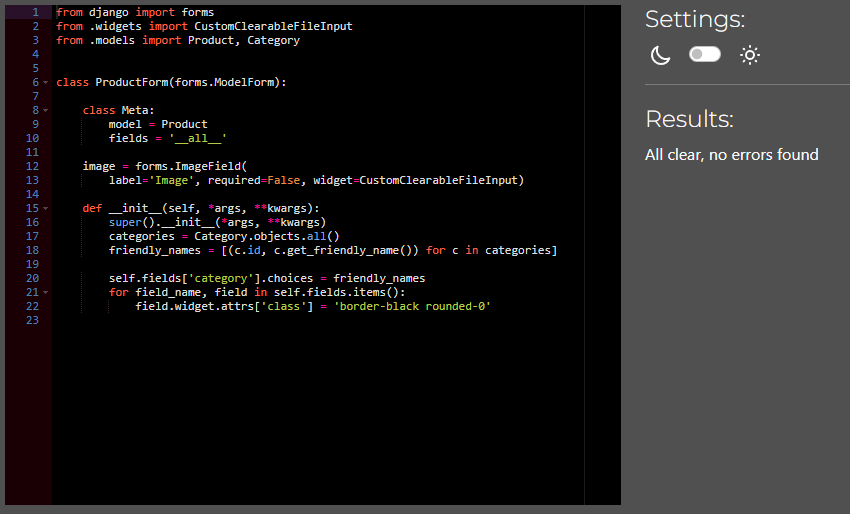 1 from django import forms
2 from .widgets import CustomClearableFileInput
3 from .models import Product, Category
4
5
6 class ProductForm(forms.ModelForm):
7
8     class Meta:
9         model = Product
10         fields = '__all__'
11
12     image = forms.ImageField(
13         label='Image', required=False, widget=CustomClearableFileInput)
14
15     def __init__(self, *args, **kwargs):
16         super().__init__(*args, **kwargs)
17         categories = Category.objects.all()
18         friendly_names = [(c.id, c.get_friendly_name()) for c in categories]
19
20         self.fields['category'].choices = friendly_names
21         for field_name, field in self.fields.items():
22             field.widget.attrs['class'] = 'border-black rounded-0'
23
Settings:
Results:
All clear, no errors found